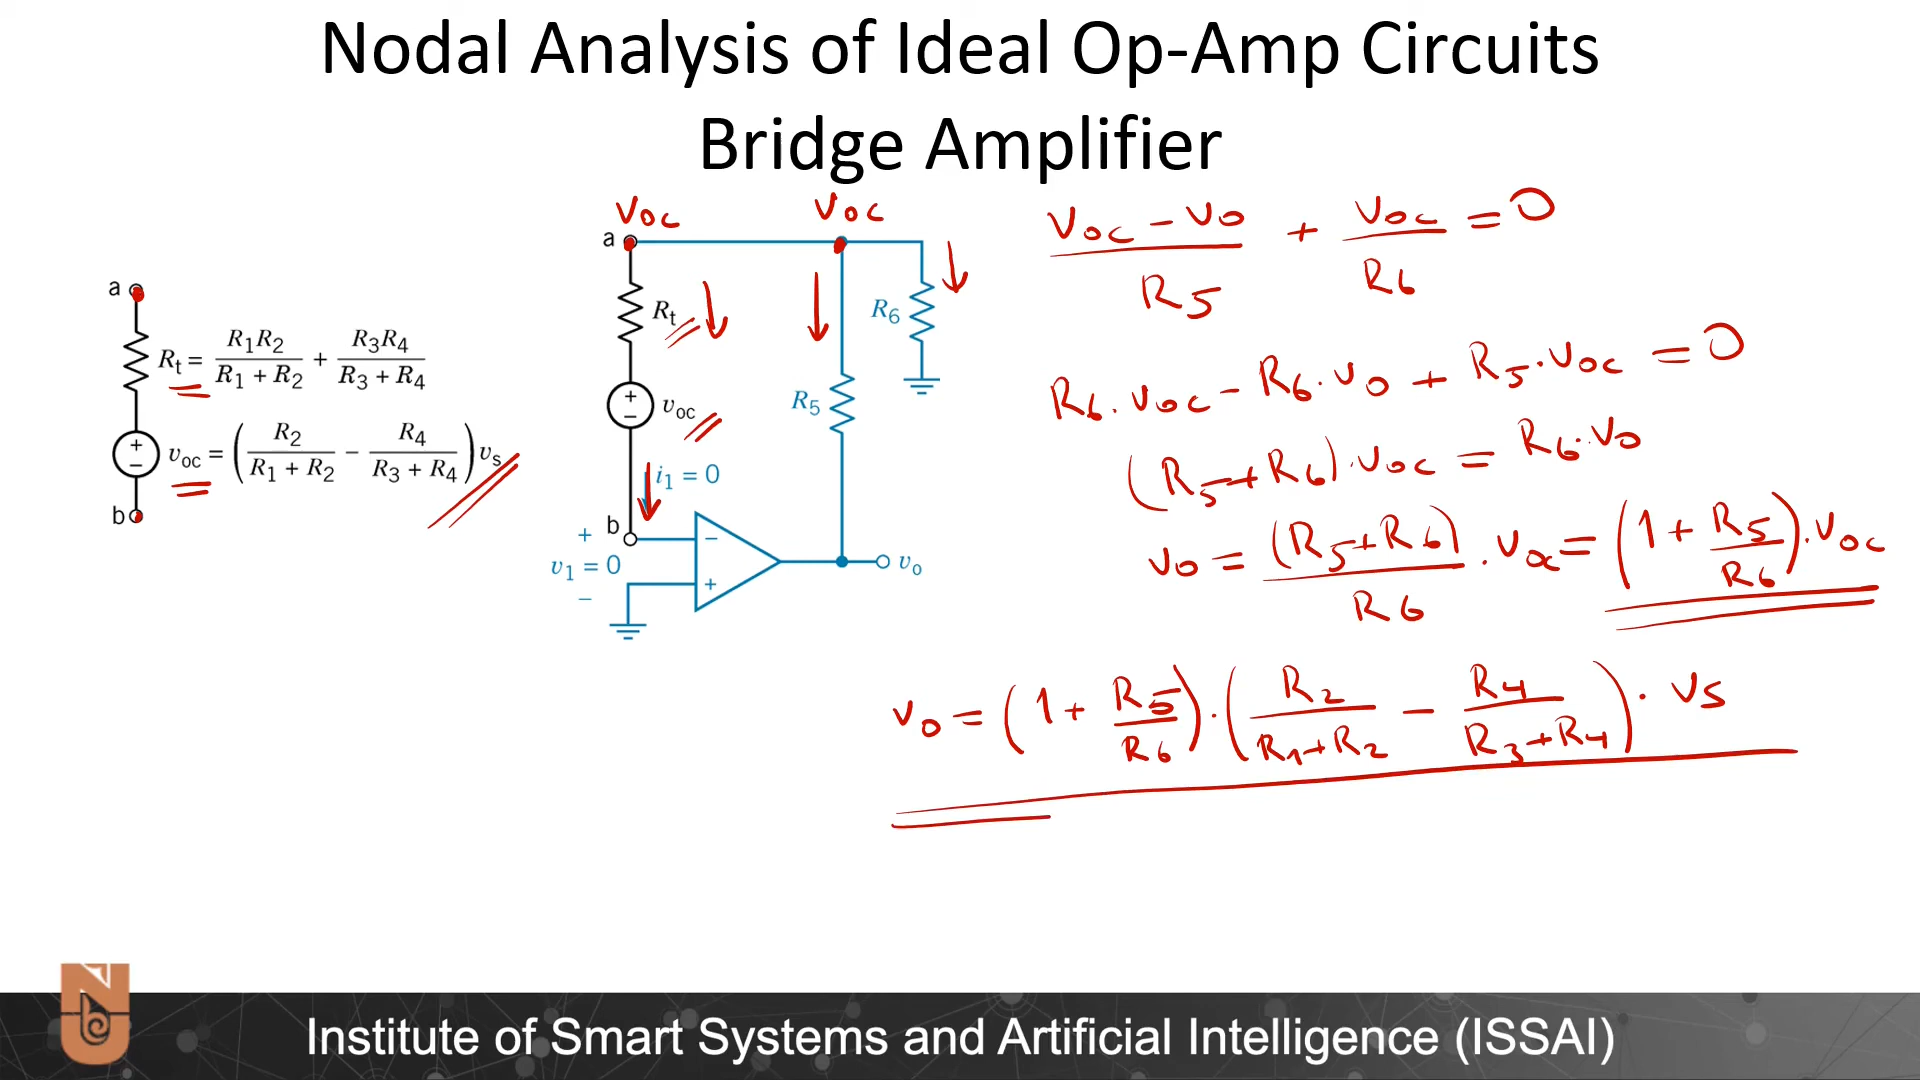 Nodal Analysis of Ideal Op-Amp Circuits
Bridge Amplifier
a
Rt = R1R2 / (R1 + R2) + R3R4 / (R3 + R4)
+
−
voc = (R2 / (R1 + R2) − R4 / (R3 + R4)) vs
b
Voc
Voc
a
Rt
R6
+
−
voc
R5
i1 = 0
b
+
v1 = 0
−
−
+
vo
(Voc − Vo) / R5 + Voc / R6 = 0
R6 · Voc − R6 · Vo + R5 · Voc = 0
(R5 + R6) · Voc = R6 · Vo
Vo = (R5 + R6) / R6 · Voc = (1 + R5 / R6) · Voc
Vo = (1 + R5 / R6) · (R2 / (R1 + R2) − R4 / (R3 + R4)) · Vs
Institute of Smart Systems and Artificial Intelligence (ISSAI)